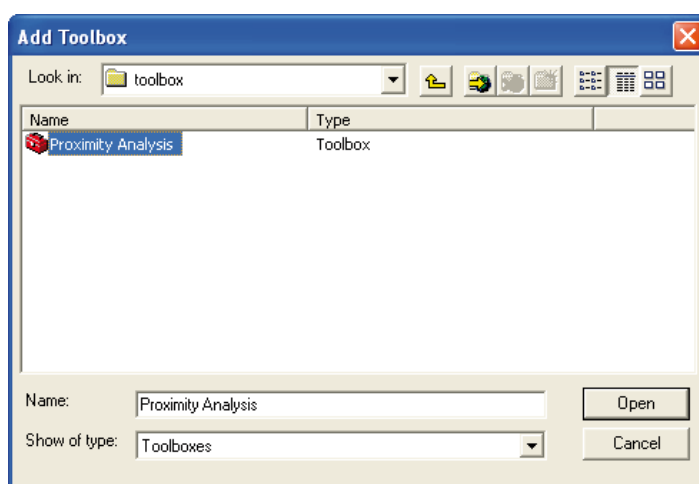 Add Toolbox
Look in: toolbox
Name Type
Proximity Analysis Toolbox
Name: Proximity Analysis Open
Show of type: Toolboxes Cancel